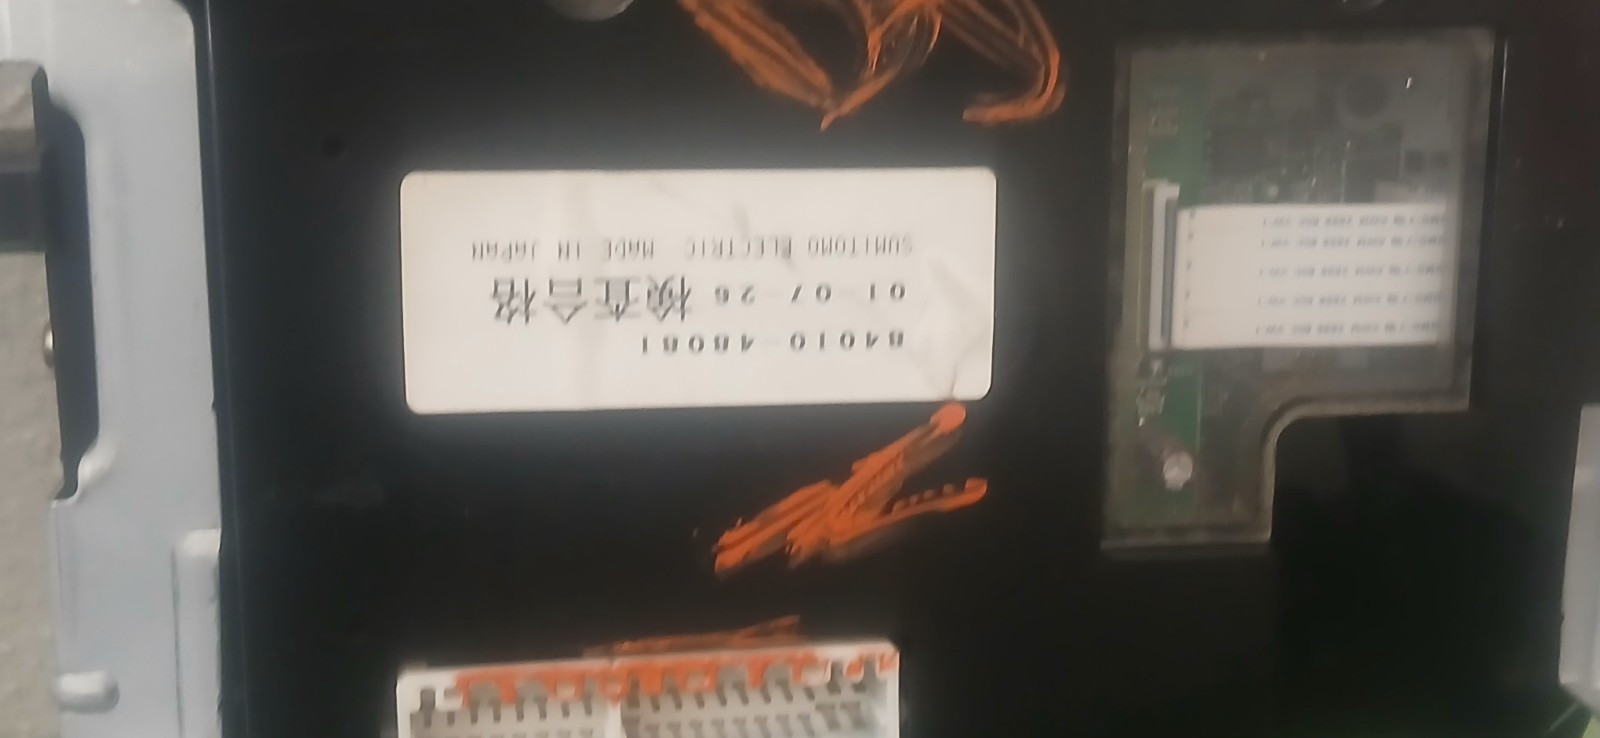 84010-48081
01-07-26 検査合格
SUMITOMO ELECTRIC MADE IN JAPAN